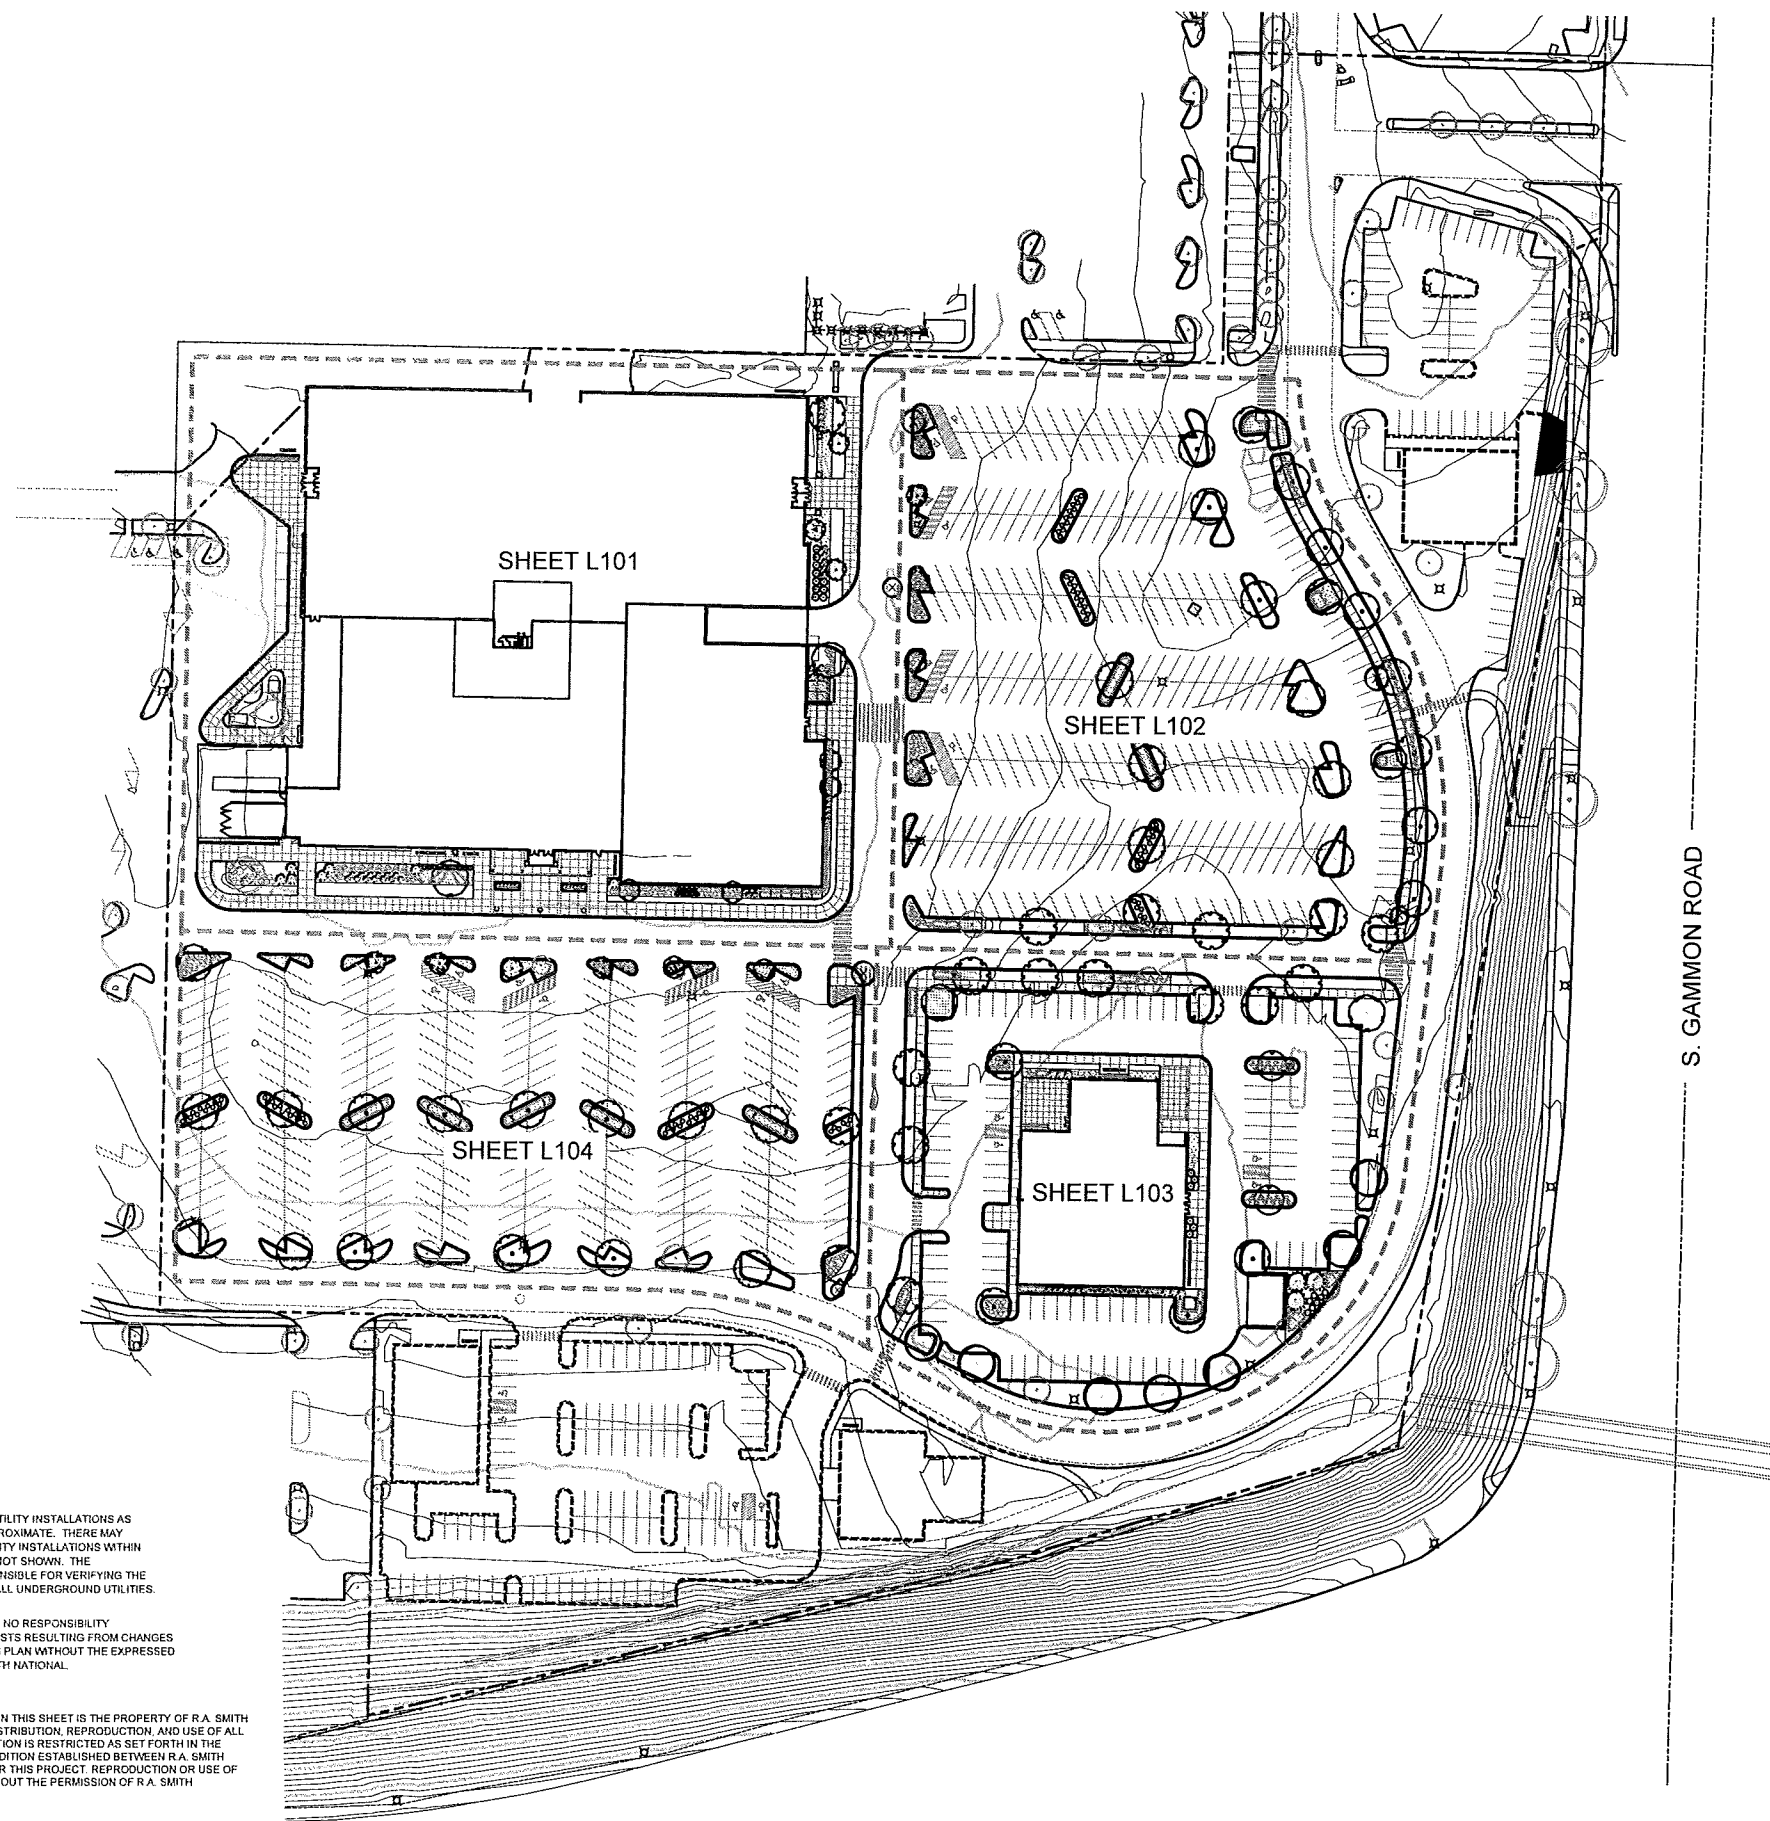 SHEET L101
SHEET L102
S. GAMMON ROAD
SHEET L104
SHEET L103
TILITY INSTALLATIONS AS
ROXIMATE. THERE MAY
ITY INSTALLATIONS WITHIN
NOT SHOWN. THE
NSIBLE FOR VERIFYING THE
ALL UNDERGROUND UTILITIES.
NO RESPONSIBILITY
STS RESULTING FROM CHANGES
PLAN WITHOUT THE EXPRESSED
TH NATIONAL.
N THIS SHEET IS THE PROPERTY OF R.A. SMITH
STRIBUTION, REPRODUCTION, AND USE OF ALL
TION IS RESTRICTED AS SET FORTH IN THE
DITION ESTABLISHED BETWEEN R.A. SMITH
R THIS PROJECT. REPRODUCTION OR USE OF
OUT THE PERMISSION OF R.A. SMITH